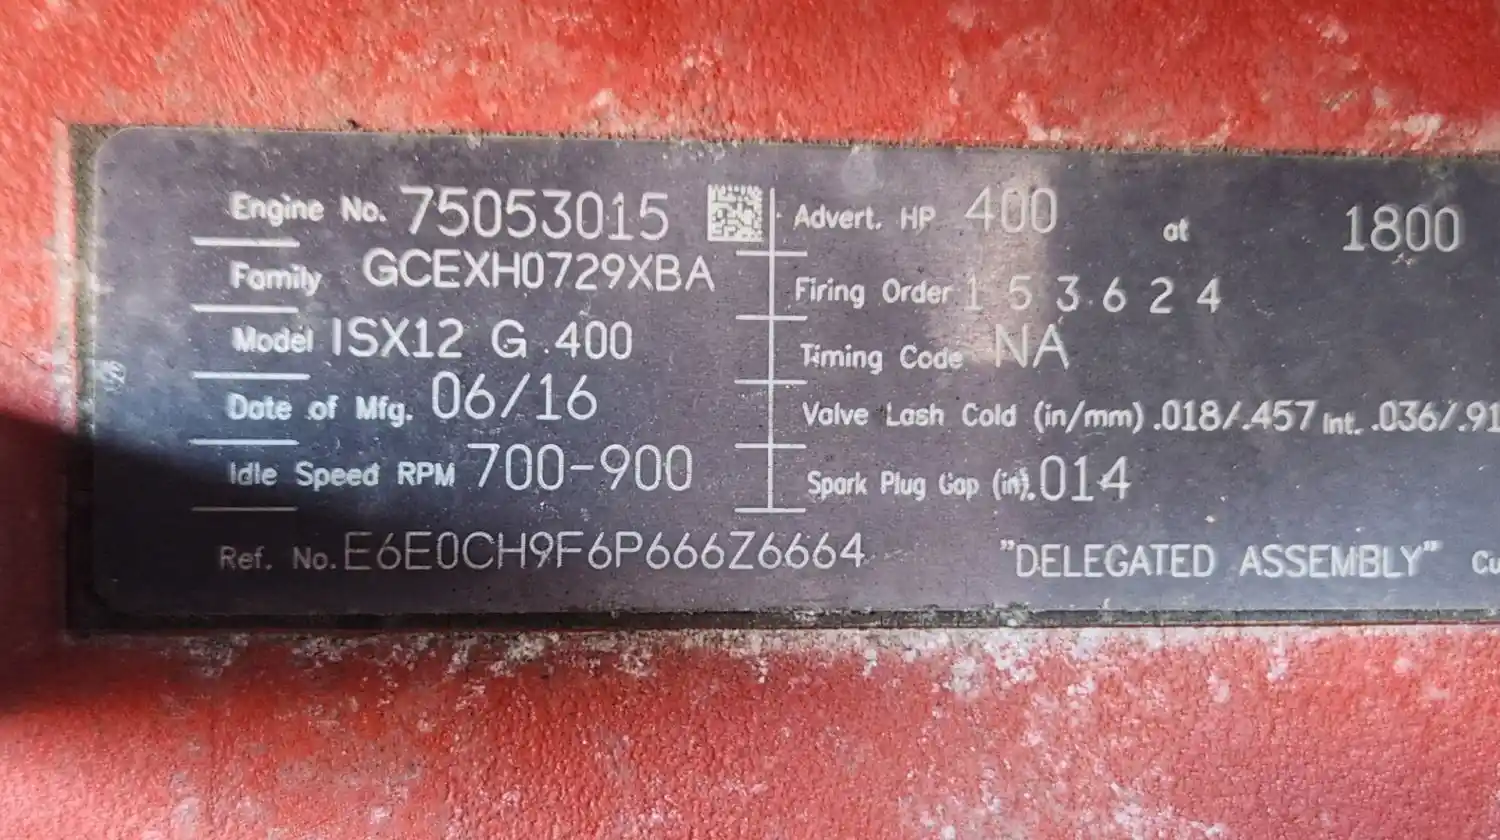 Engine No. 75053015
Family GCEXH0729XBA
Model ISX12 G .400
Date of Mfg. 06/16
Idle Speed RPM 700-900
Ref. No. E6E0CH9F6P666Z6664
Advert. HP 400 at 1800
Firing Order 1 5 3 6 2 4
Timing Code NA
Valve Lash Cold (in/mm) .018/.457 Int. .036/.91
Spark Plug Gap (in). .014
"DELEGATED ASSEMBLY"